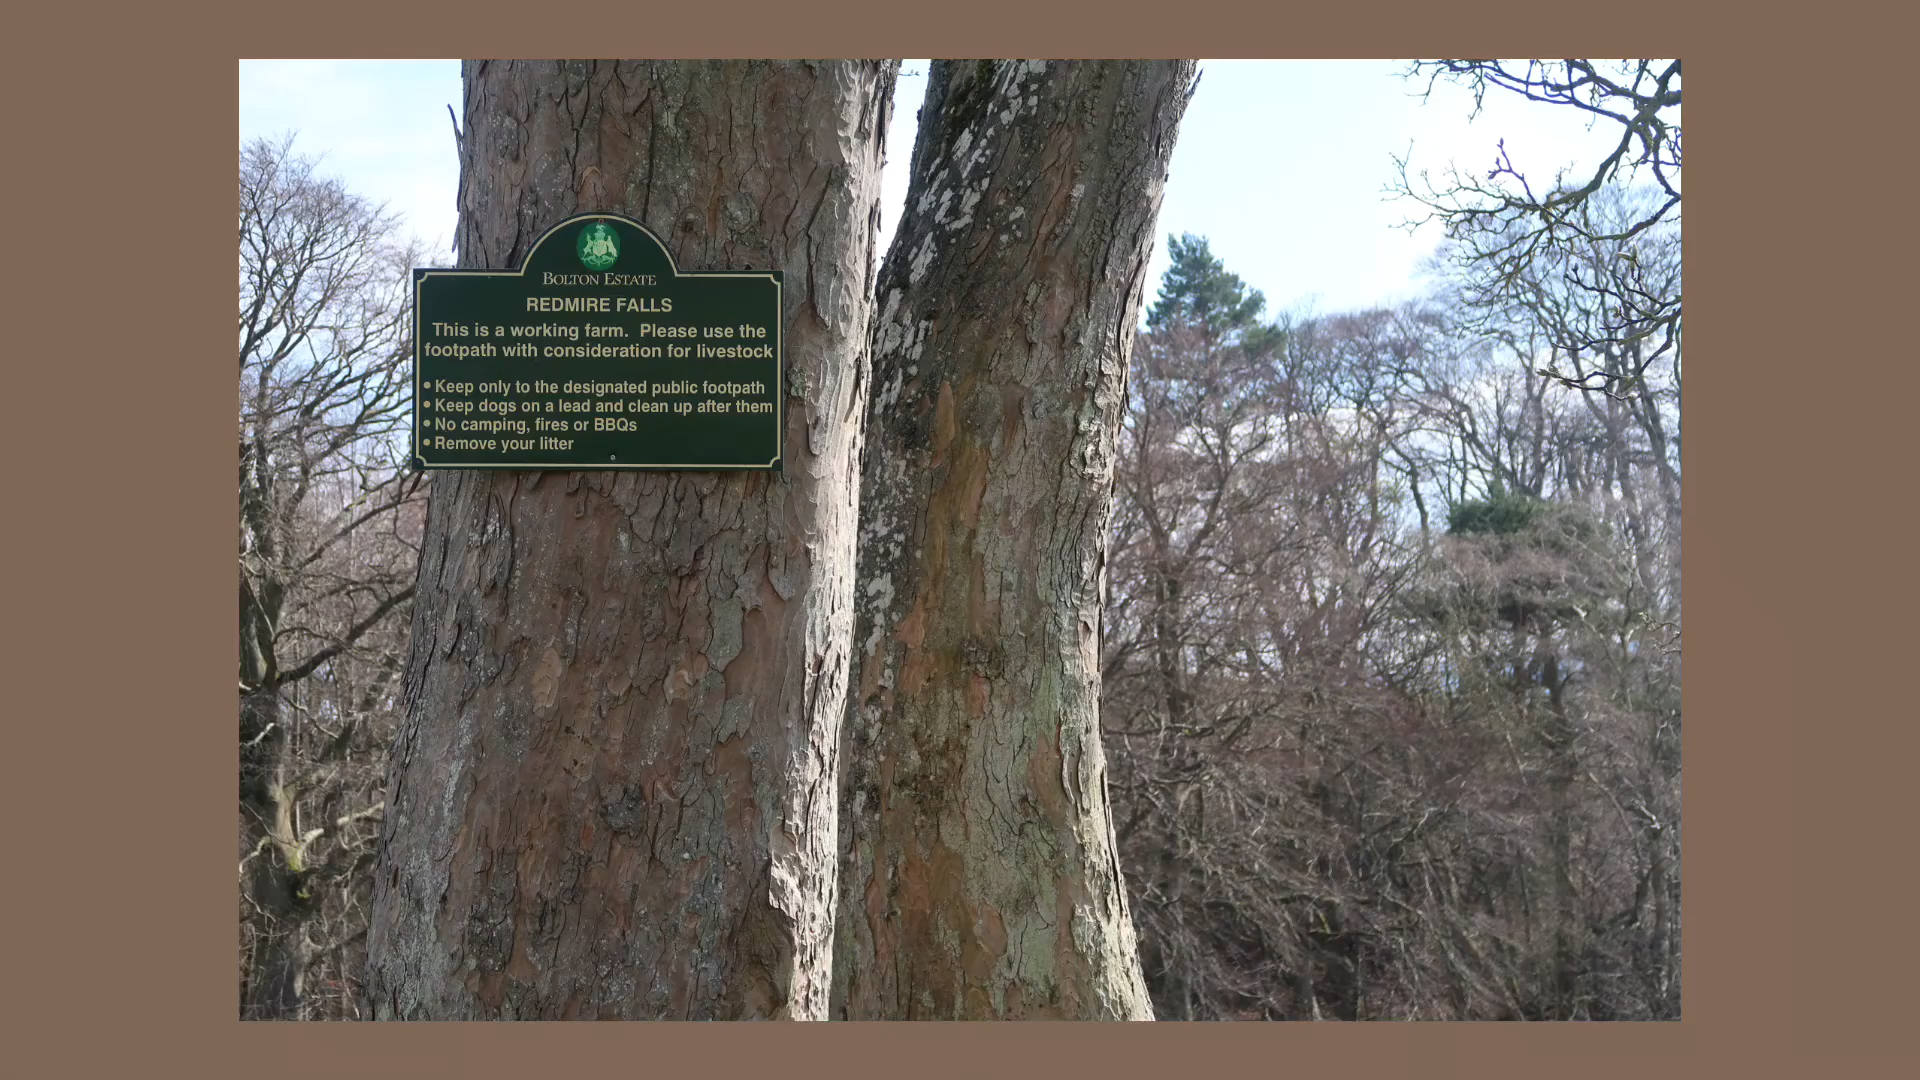 BOLTON ESTATE
REDMIRE FALLS
This is a working farm. Please use the
footpath with consideration for livestock
• Keep only to the designated public footpath
• Keep dogs on a lead and clean up after them
• No camping, fires or BBQs
• Remove your litter